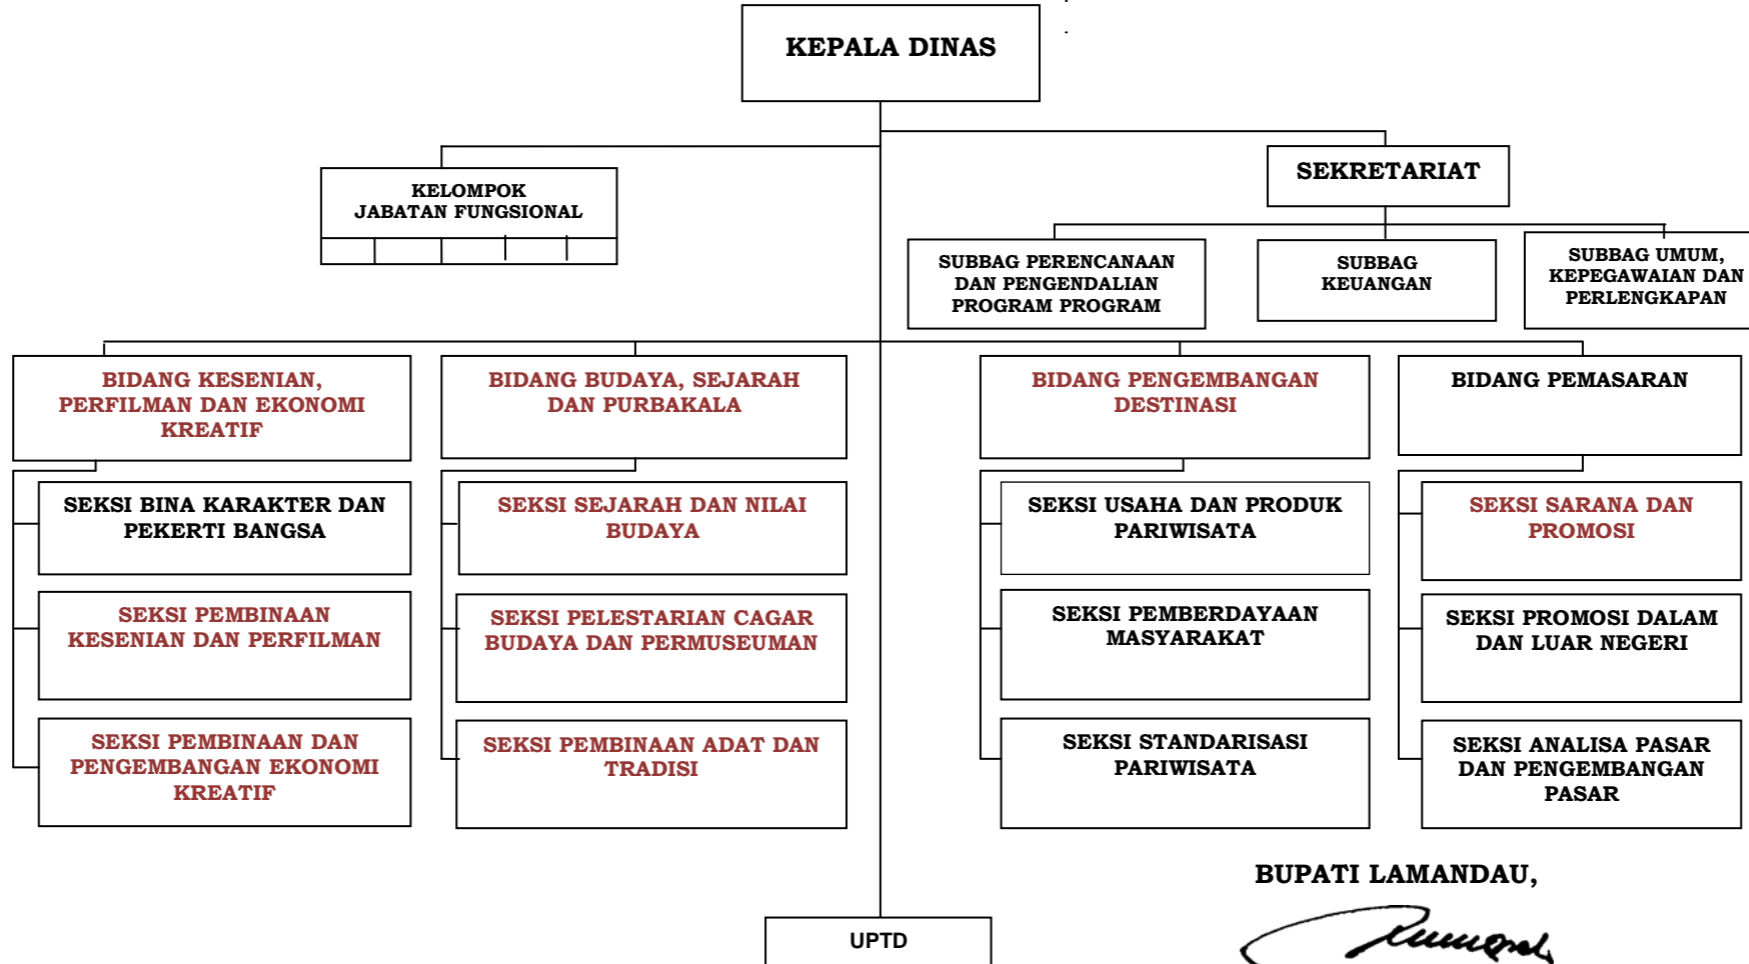 KEPALA DINAS
KELOMPOK
JABATAN FUNGSIONAL
SEKRETARIAT
SUBBAG PERENCANAAN
DAN PENGENDALIAN
PROGRAM PROGRAM
SUBBAG
KEUANGAN
SUBBAG UMUM,
KEPEGAWAIAN DAN
PERLENGKAPAN
BIDANG KESENIAN,
PERFILMAN DAN EKONOMI
KREATIF
BIDANG BUDAYA, SEJARAH
DAN PURBAKALA
BIDANG PENGEMBANGAN
DESTINASI
BIDANG PEMASARAN
SEKSI BINA KARAKTER DAN
PEKERTI BANGSA
SEKSI SEJARAH DAN NILAI
BUDAYA
SEKSI USAHA DAN PRODUK
PARIWISATA
SEKSI SARANA DAN
PROMOSI
SEKSI PEMBINAAN
KESENIAN DAN PERFILMAN
SEKSI PELESTARIAN CAGAR
BUDAYA DAN PERMUSEUMAN
SEKSI PEMBERDAYAAN
MASYARAKAT
SEKSI PROMOSI DALAM
DAN LUAR NEGERI
SEKSI PEMBINAAN DAN
PENGEMBANGAN EKONOMI
KREATIF
SEKSI PEMBINAAN ADAT DAN
TRADISI
SEKSI STANDARISASI
PARIWISATA
SEKSI ANALISA PASAR
DAN PENGEMBANGAN
PASAR
BUPATI LAMANDAU,
UPTD